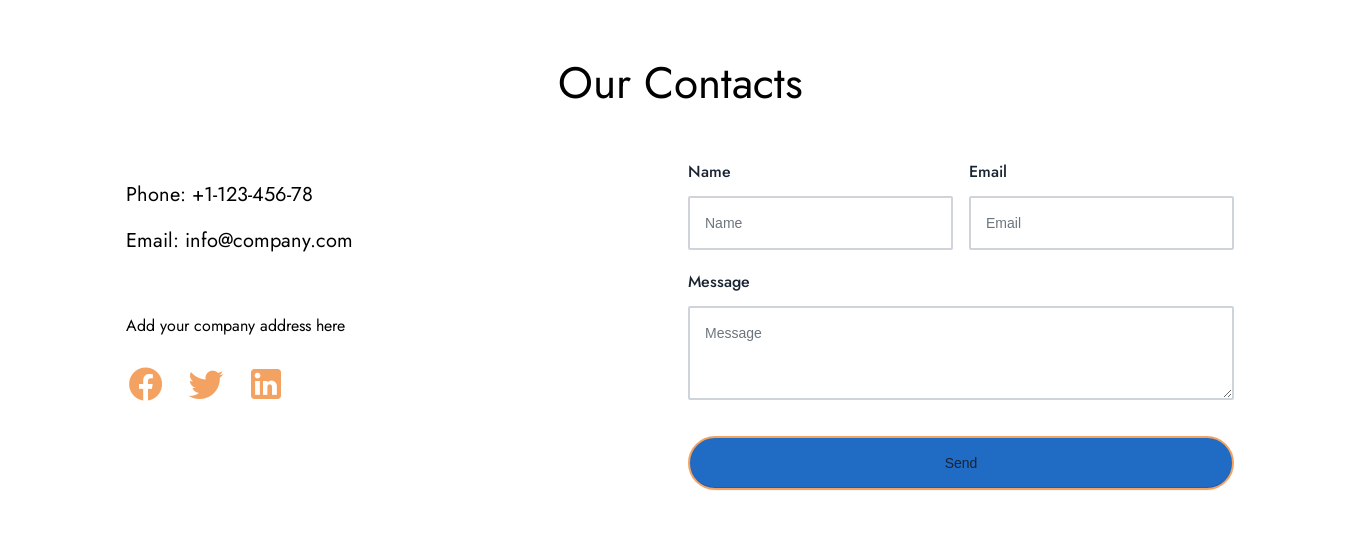 Our Contacts
Phone: +1-123-456-78
Email: info@company.com
Add your company address here
Name
Email
Name
Email
Message
Message
Send